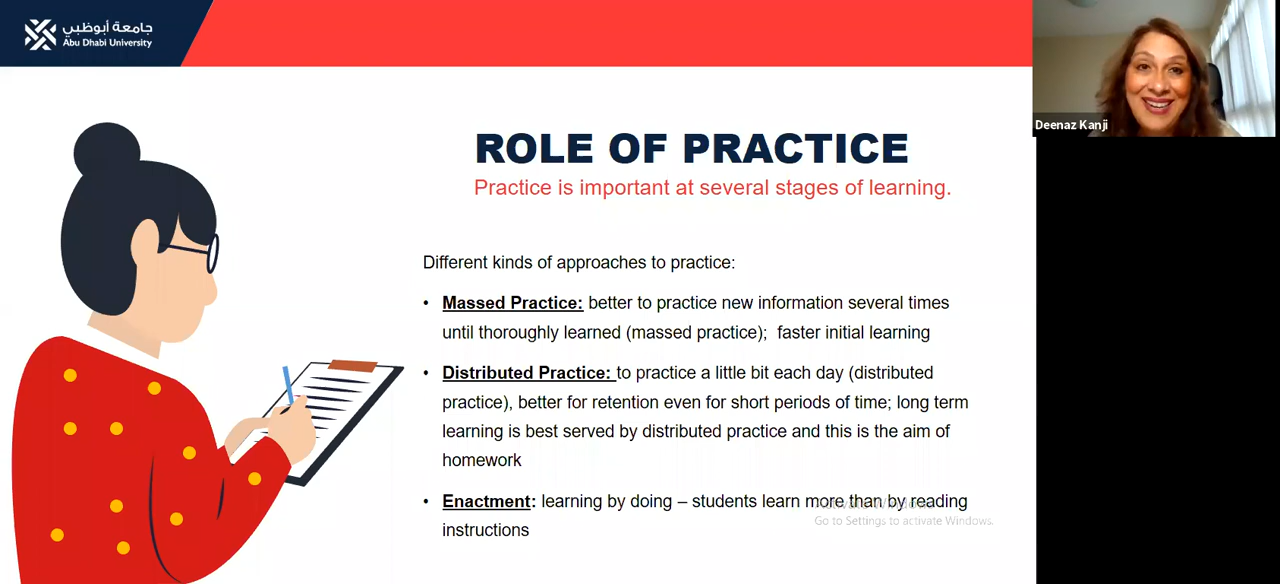 جامعة أبوظبي
Abu Dhabi University
Deenaz Kanji
ROLE OF PRACTICE
Practice is important at several stages of learning.
Different kinds of approaches to practice:
• Massed Practice: better to practice new information several times
until thoroughly learned (massed practice); faster initial learning
• Distributed Practice: to practice a little bit each day (distributed
practice), better for retention even for short periods of time; long term
learning is best served by distributed practice and this is the aim of
homework
• Enactment: learning by doing – students learn more than by reading
instructions
Activate Windows
Go to Settings to activate Windows.